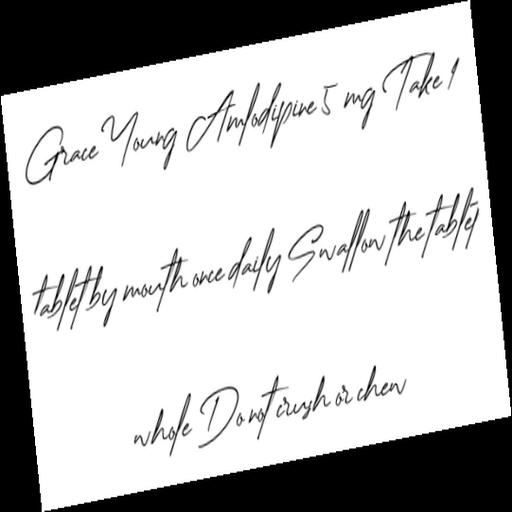 Grace Young Amlodipine 5 mg Take 1
tablet by mouth once daily Swallow the tablet
whole Do not crush or chew